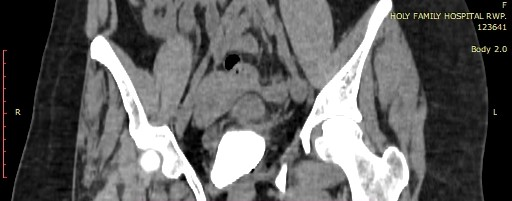 F
HOLY FAMILY HOSPITAL RWP.
123641
Body 2.0
R
L